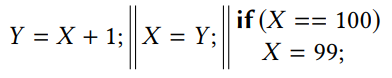 Y = X + 1; || X = Y; || if (X == 100)
X = 99;